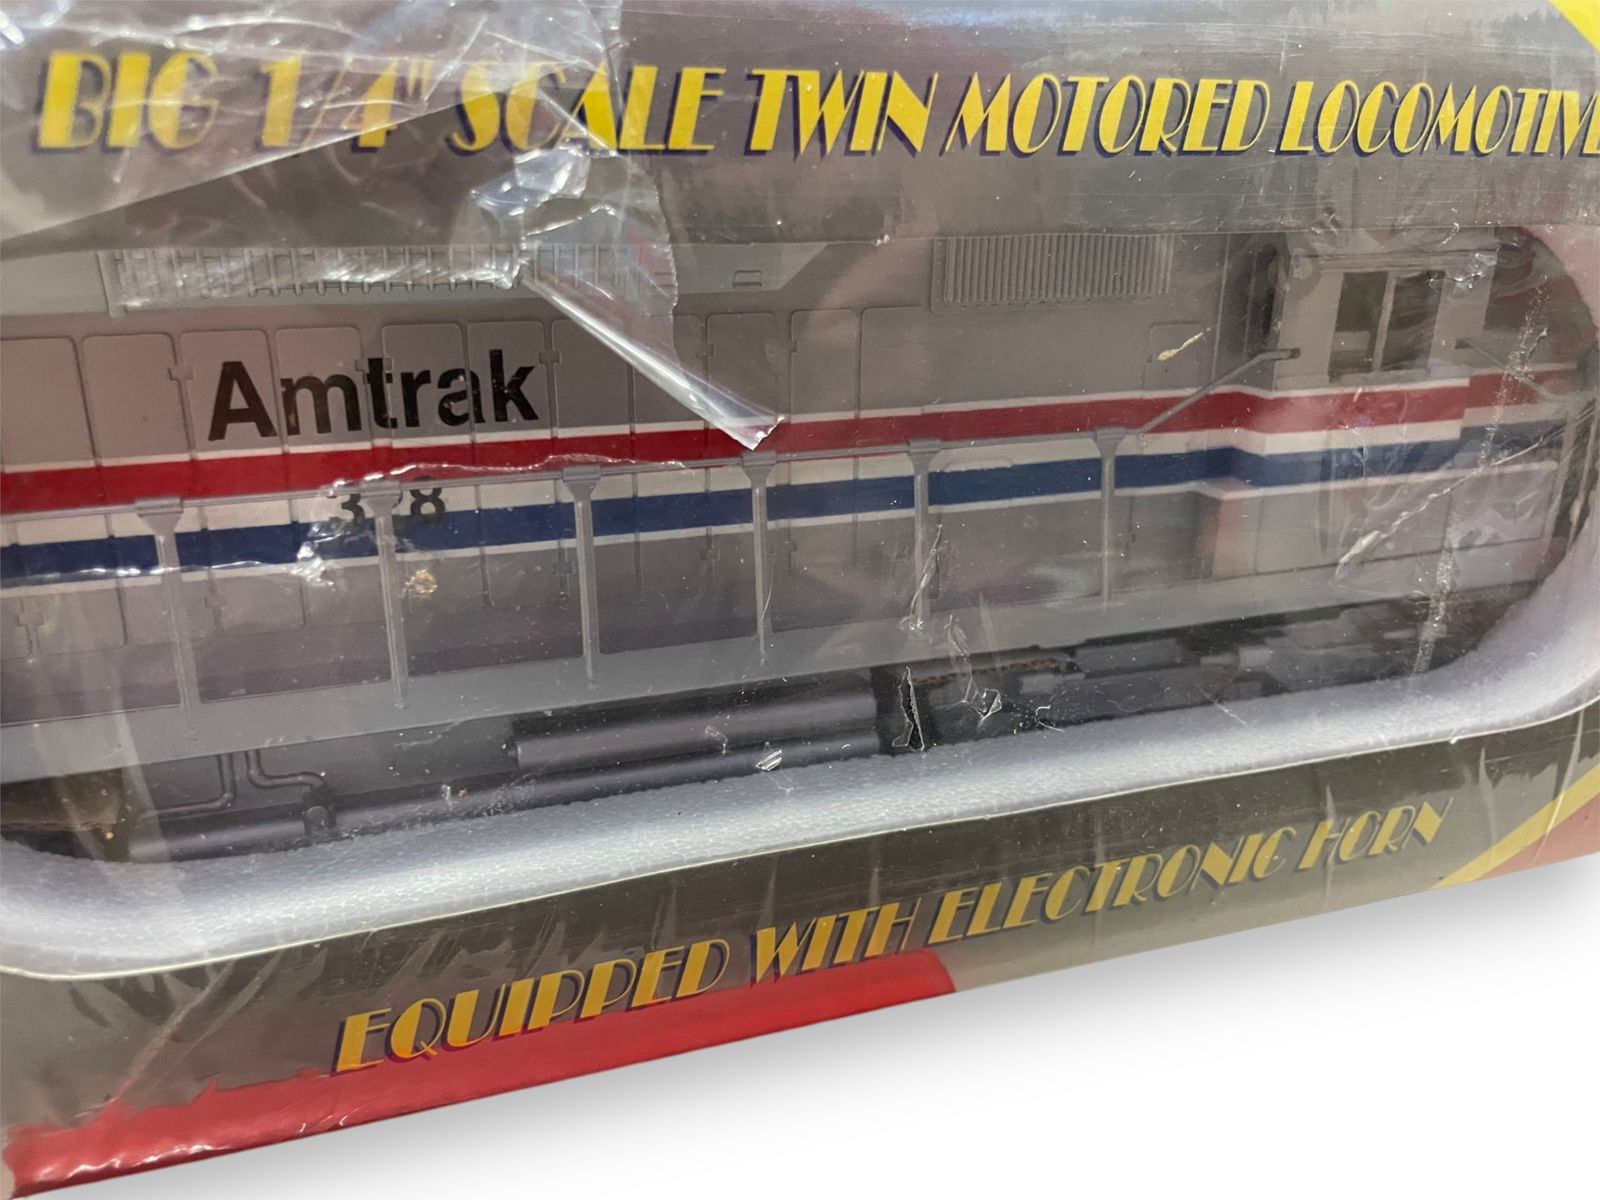 BIG 1/4" SCALE TWIN MOTORED LOCOMOTIVE
Amtrak
EQUIPPED WITH ELECTRONIC HORN